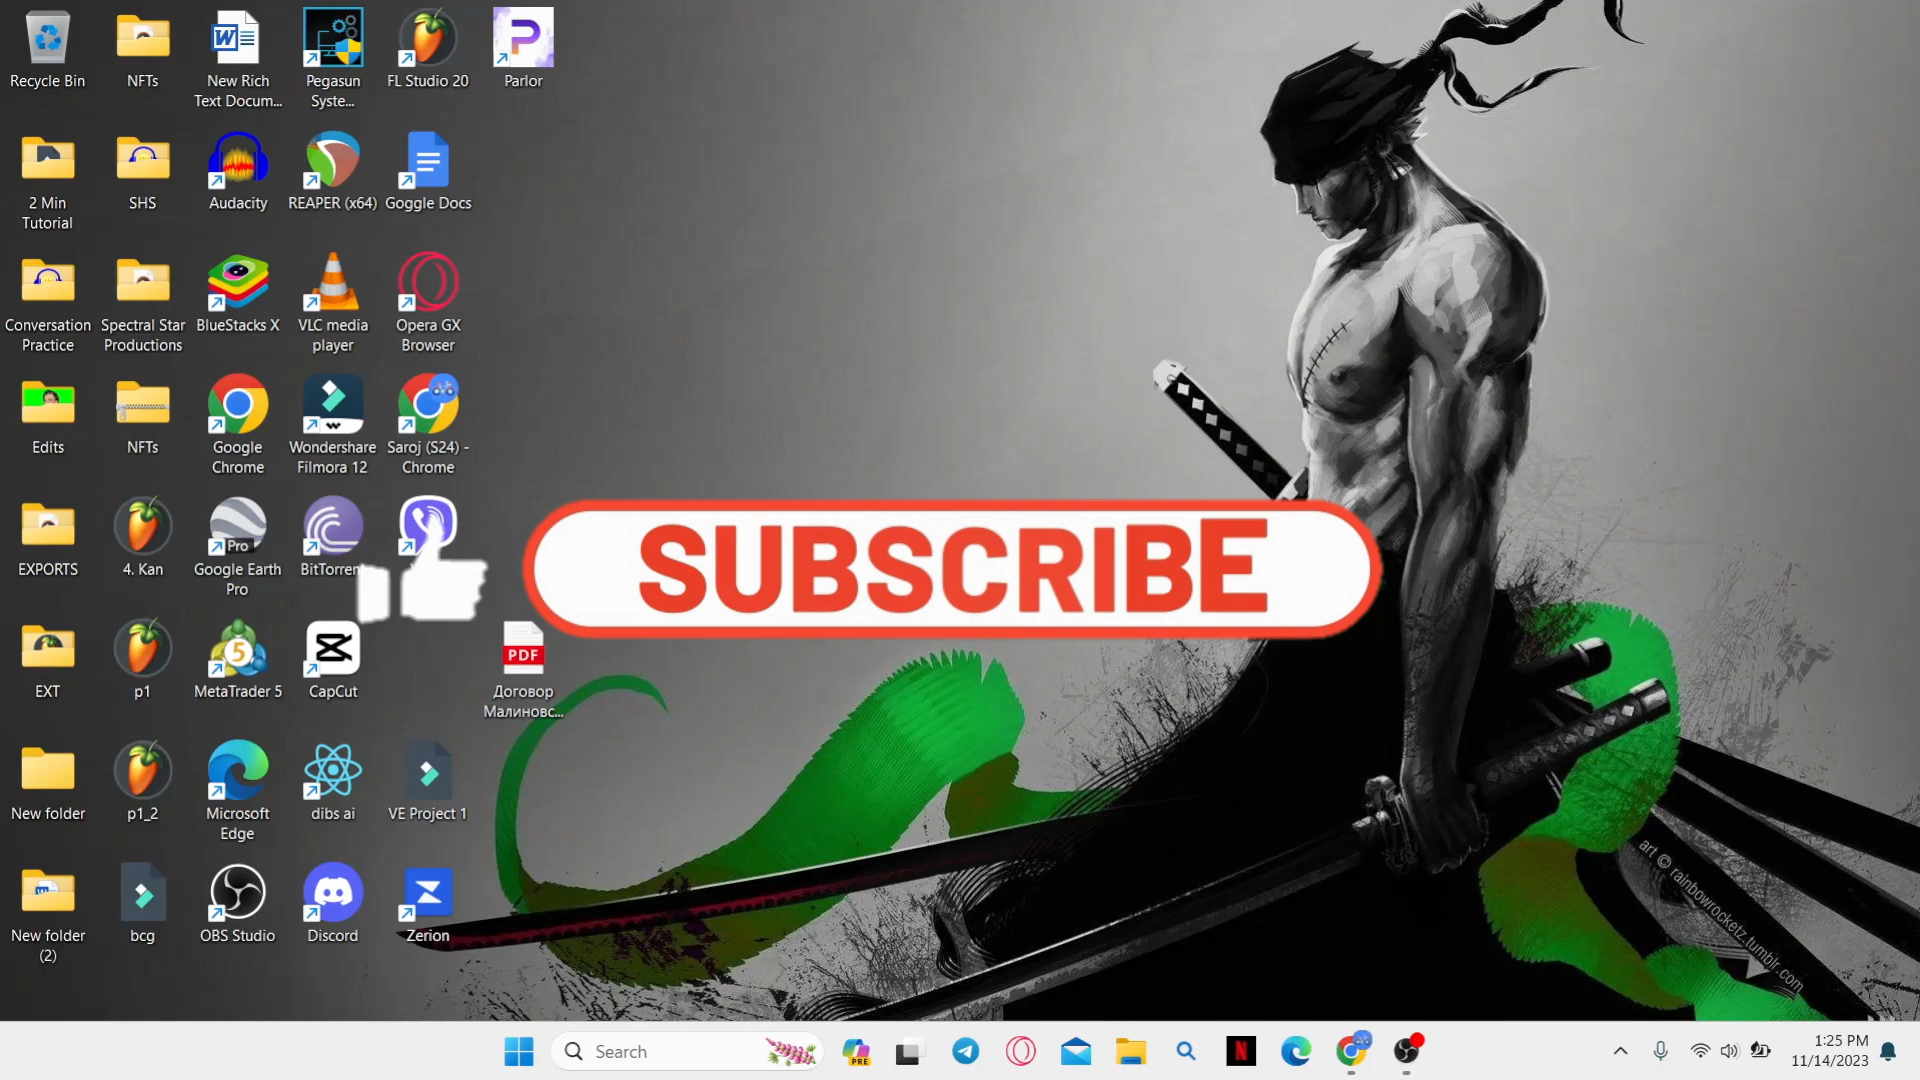 Recycle Bin
NFTs
New Rich
Text Docum...
Pegasun
Syste...
FL Studio 20
P
Parlor
2 Min
Tutorial
SHS
Audacity
REAPER (x64)
Goggle Docs
Conversation
Practice
Spectral Star
Productions
BlueStacks X
VLC media
player
Opera GX
Browser
Edits
NFTs
Google
Chrome
Wondershare
Filmora 12
Saroj (S24) -
Chrome
EXPORTS
4. Kan
Pro
Google Earth
Pro
BitTorrent
SUBSCRIBE
EXT
p1
5
MetaTrader 5
CapCut
PDF
Договор
Малиновс...
New folder
p1_2
Microsoft
Edge
dibs ai
VE Project 1
New folder
(2)
bcg
OBS Studio
Discord
Zerion
art © rainbowrocketz.tumblr.com
Search
PRE
N
1:25 PM
11/14/2023